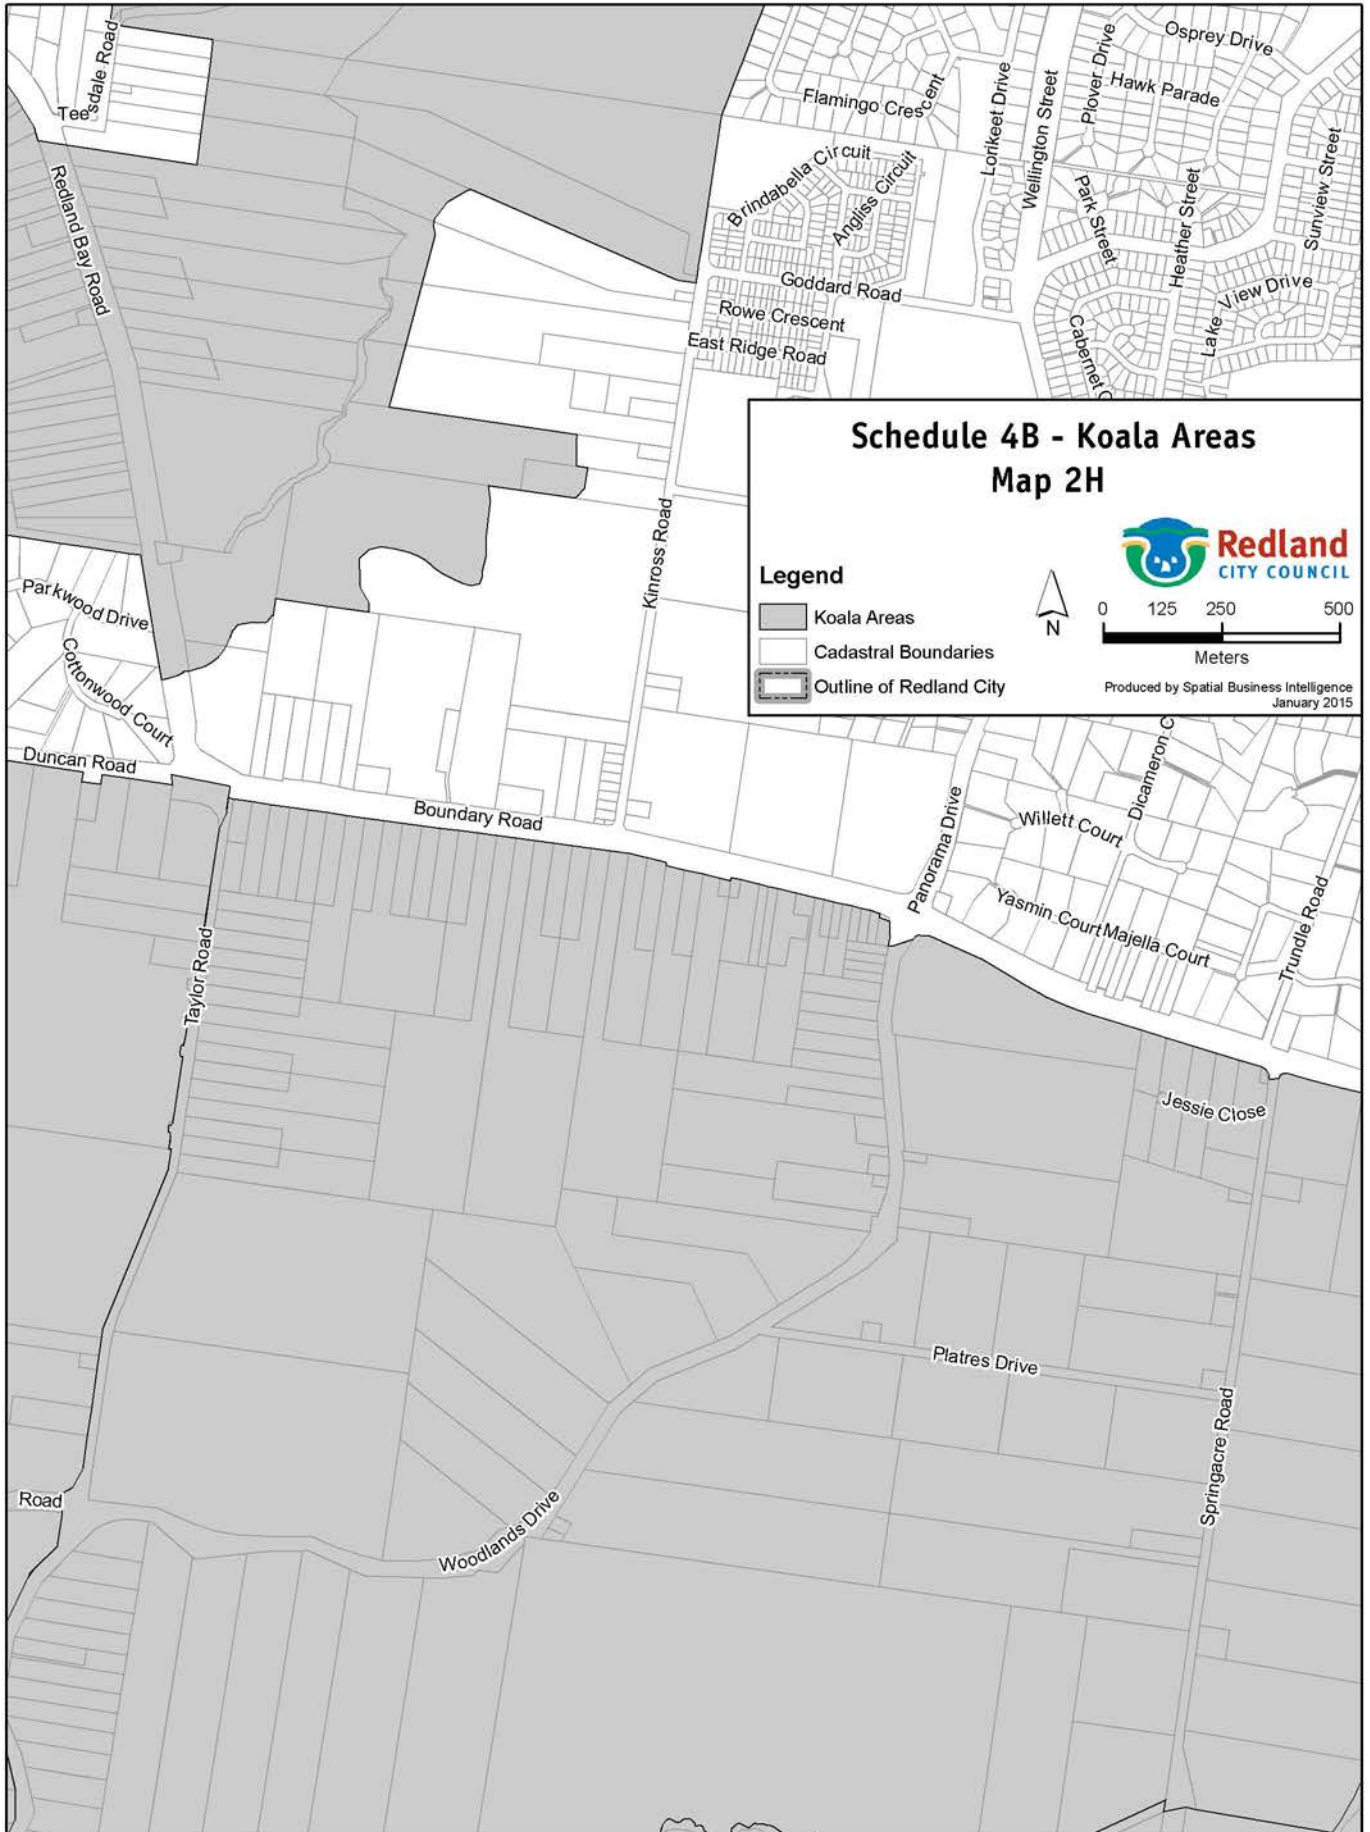 Osprey Drive
Teesdale Road
Plover Drive
Hawk Parade
Flamingo Crescent
Lorikeet Drive
Wellington Street
Sunview Street
Brindabella Circuit
Angliss Circuit
Park Street
Heather Street
Redland Bay Road
Goddard Road
Lake View Drive
Rowe Crescent
East Ridge Road
Cabernet C
Schedule 4B - Koala Areas
Map 2H
Redland
CITY COUNCIL
Legend
Koala Areas
Cadastral Boundaries
Outline of Redland City
N
0 125 250 500
Meters
Produced by Spatial Business Intelligence
January 2015
Kinross Road
Parkwood Drive
Cottonwood Court
Duncan Road
Boundary Road
Panorama Drive
Willett Court
Dicameron C
Yasmin Court
Majella Court
Trundle Road
Taylor Road
Jessie Close
Platres Drive
Springacre Road
Road
Woodlands Drive